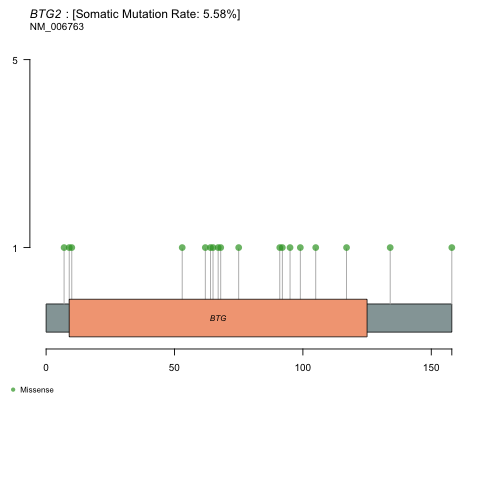 BTG2 : [Somatic Mutation Rate: 5.58%]
NM_006763
5
1
BTG
0 50 100 150
Missense